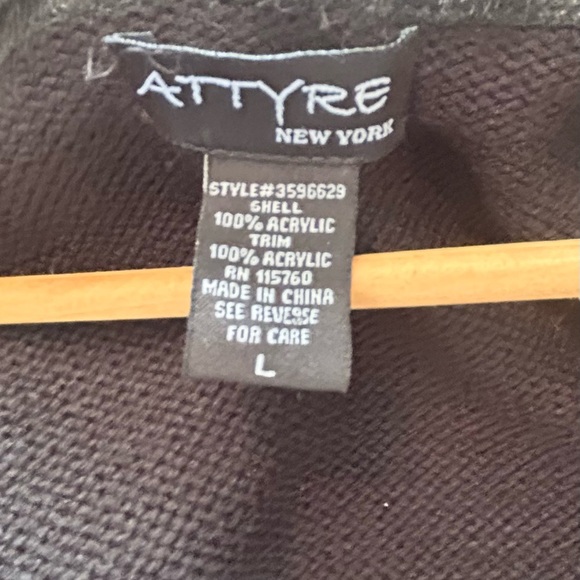 ATTYRE
NEW YORK
STYLE#3596629
SHELL
100% ACRYLIC
TRIM
100% ACRYLIC
RN 115760
MADE IN CHINA
SEE REVERSE
FOR CARE
L